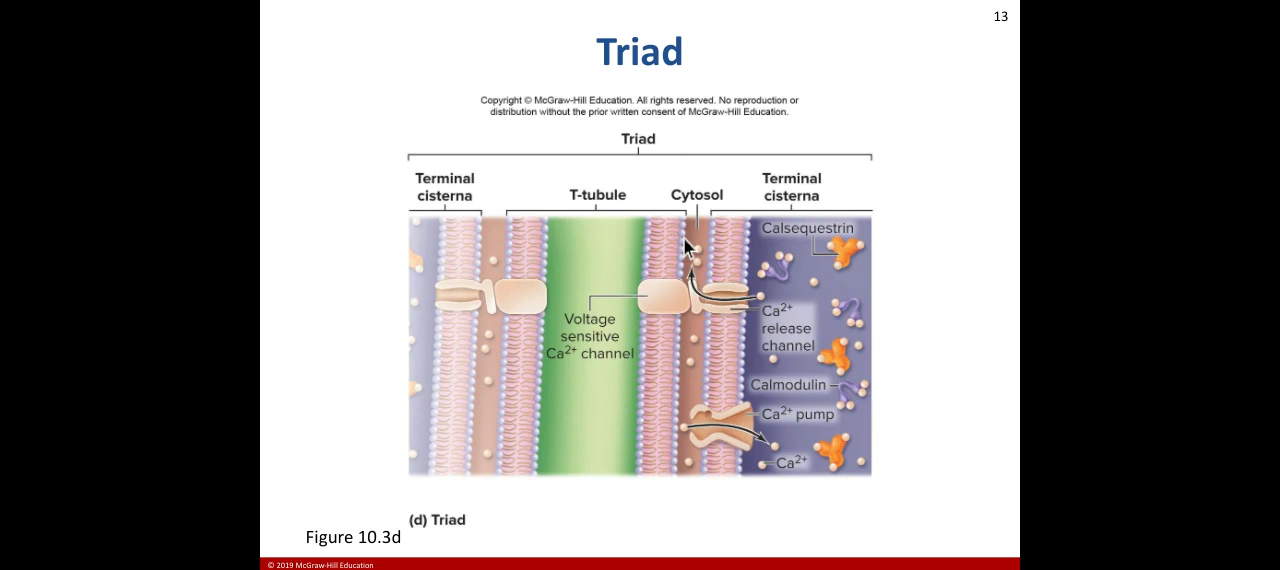 13
Triad
Copyright © McGraw-Hill Education. All rights reserved. No reproduction or
distribution without the prior written consent of McGraw-Hill Education.
Triad
Terminal
cisterna
T-tubule
Cytosol
Terminal
cisterna
Calsequestrin
Voltage
sensitive
Ca²⁺ channel
Ca²⁺
release
channel
Calmodulin
Ca²⁺ pump
Ca²⁺
(d) Triad
Figure 10.3d
© 2019 McGraw-Hill Education